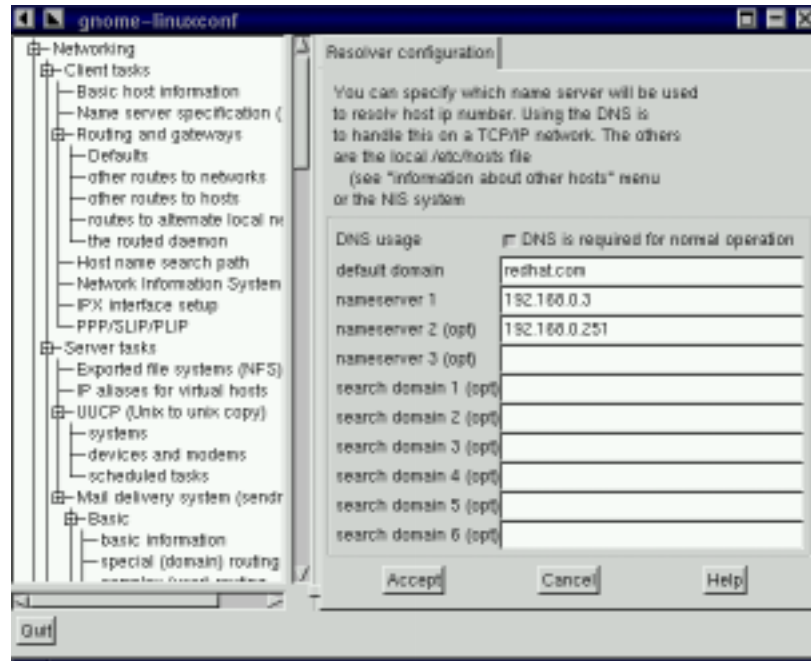 gnome-linuxconf
Networking
Client tasks
Basic host information
Name server specification (
Routing and gateways
Defaults
other routes to networks
other routes to hosts
routes to alternate local ne
the routed daemon
Host name search path
Network Information System
IPX interface setup
PPP/SLIP/PLIP
Server tasks
Exported file systems (NFS)
IP aliases for virtual hosts
UUCP (Unix to unix copy)
systems
devices and modems
scheduled tasks
Mail delivery system (sendr
Basic
basic information
special (domain) routing
Resolver configuration
You can specify which name server will be used
to resolv host ip number. Using the DNS is
to handle this on a TCP/IP network. The others
are the local /etc/hosts file
(see "information about other hosts" menu
or the NIS system
DNS usage DNS is required for normal operation
default domain redhat.com
nameserver 1 192.168.0.3
nameserver 2 (opt) 192.168.0.251
nameserver 3 (opt)
search domain 1 (opt)
search domain 2 (opt)
search domain 3 (opt)
search domain 4 (opt)
search domain 5 (opt)
search domain 6 (opt)
Accept Cancel Help
Quit